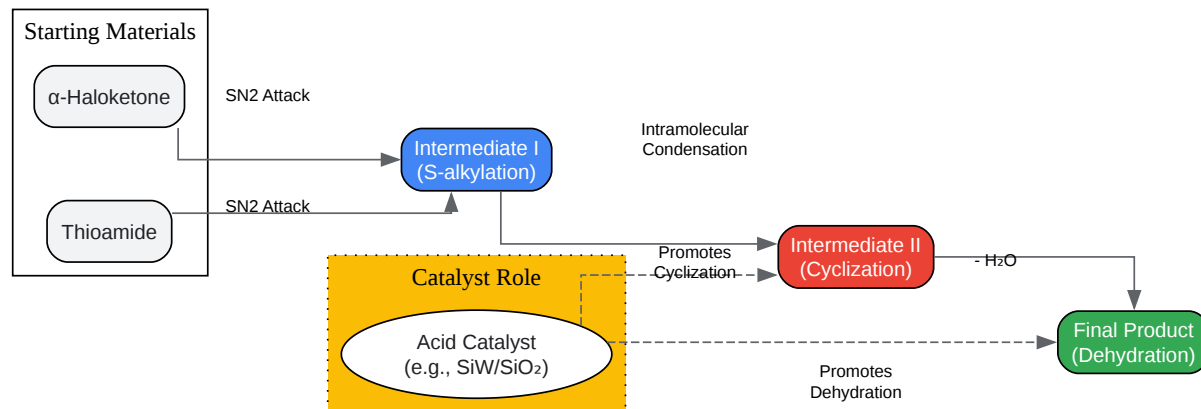 Starting Materials
α-Haloketone
SN2 Attack
Intramolecular
Condensation
Intermediate I
(S-alkylation)
Thioamide
SN2 Attack
Promotes
Cyclization
Intermediate II
(Cyclization)
- H₂O
Catalyst Role
Acid Catalyst
(e.g., SiW/SiO₂)
Final Product
(Dehydration)
Promotes
Dehydration